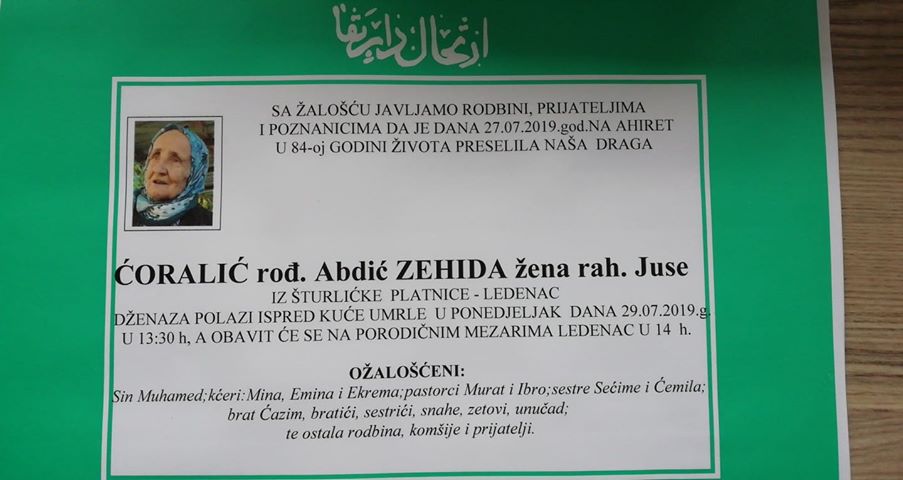 ارتحال دار بقا
SA ŽALOŠĆU JAVLJAMO RODBINI, PRIJATELJIMA
I POZNANICIMA DA JE DANA 27.07.2019.god.NA AHIRET
U 84-oj GODINI ŽIVOTA PRESELILA NAŠA DRAGA
ĆORALIĆ rođ. Abdić ZEHIDA žena rah. Juse
IZ ŠTURLIĆKE PLATNICE - LEDENAC
DŽENAZA POLAZI ISPRED KUĆE UMRLE U PONEDJELJAK DANA 29.07.2019.g.
U 13:30 h, A OBAVIT ĆE SE NA PORODIČNIM MEZARIMA LEDENAC U 14 h.
OŽALOŠĆENI:
Sin Muhamed;kćeri:Mina, Emina i Ekrema;pastorci Murat i Ibro;sestre Sećime i Ćemila;
brat Ćazim, bratići, sestrići, snahe, zetovi, unučad;
te ostala rodbina, komšije i prijatelji.